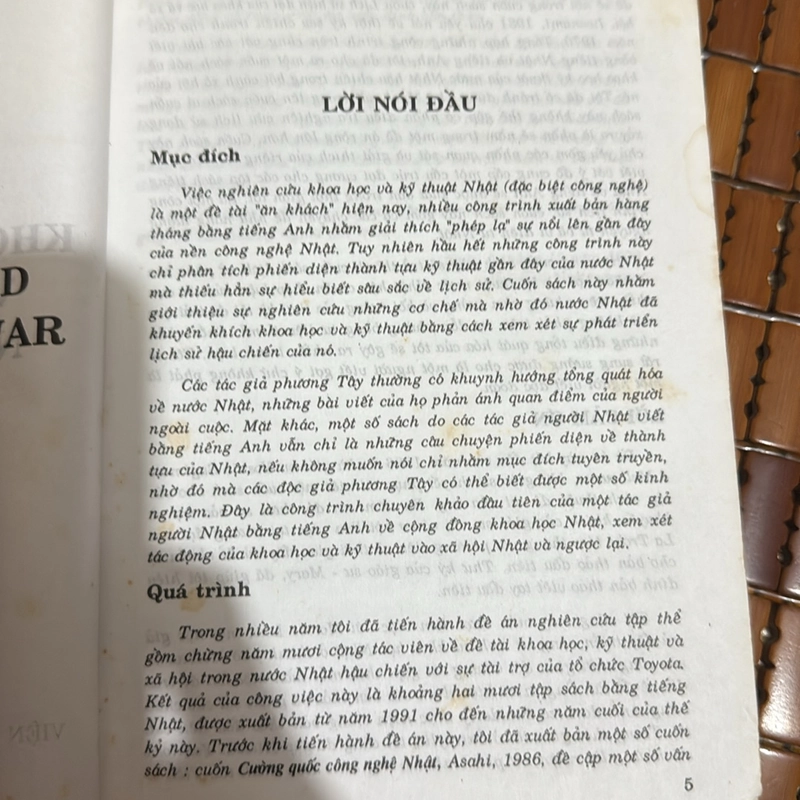 D
WAR
LỜI NÓI ĐẦU
Mục đích
Việc nghiên cứu khoa học và kỹ thuật Nhật (đặc biệt công nghệ)
là một đề tài "ăn khách" hiện nay, nhiều công trình xuất bản hàng
tháng bằng tiếng Anh nhằm giải thích "phép lạ" sự nổi lên gần đây
của nền công nghệ Nhật. Tuy nhiên hầu hết những công trình này
chỉ phân tích phiến diện thành tựu kỹ thuật gần đây của nước Nhật
mà thiếu hẳn sự hiểu biết sâu sắc về lịch sử. Cuốn sách này nhằm
giới thiệu sự nghiên cứu những cơ chế mà nhờ đó nước Nhật đã
khuyến khích khoa học và kỹ thuật bằng cách xem xét sự phát triển
lịch sử hậu chiến của nó.
Các tác giả phương Tây thường có khuynh hướng tổng quát hóa
về nước Nhật, những bài viết của họ phản ánh quan điểm của người
ngoài cuộc. Mặt khác, một số sách do các tác giả người Nhật viết
bằng tiếng Anh vẫn chỉ là những câu chuyện phiến diện về thành
tựu của Nhật, nếu không muốn nói chỉ nhằm mục đích tuyên truyền,
nhờ đó mà các độc giả phương Tây có thể biết được một số kinh
nghiệm. Đây là công trình chuyên khảo đầu tiên của một tác giả
người Nhật bằng tiếng Anh về cộng đồng khoa học Nhật, xem xét
tác động của khoa học và kỹ thuật vào xã hội Nhật và ngược lại.
Quá trình
Trong nhiều năm tôi đã tiến hành đề án nghiên cứu tập thể
gồm chừng năm mươi cộng tác viên về đề tài khoa học, kỹ thuật và
xã hội trong nước Nhật hậu chiến với sự tài trợ của tổ chức Toyota.
Kết quả của công việc này là khoảng hai mươi tập sách bằng tiếng
Nhật, được xuất bản từ năm 1991 cho đến những năm cuối của thế
kỷ này. Trước khi tiến hành đề án này, tôi đã xuất bản một số cuốn
sách : cuốn Cường quốc công nghệ Nhật, Asahi, 1986, đề cập một số vấn
5